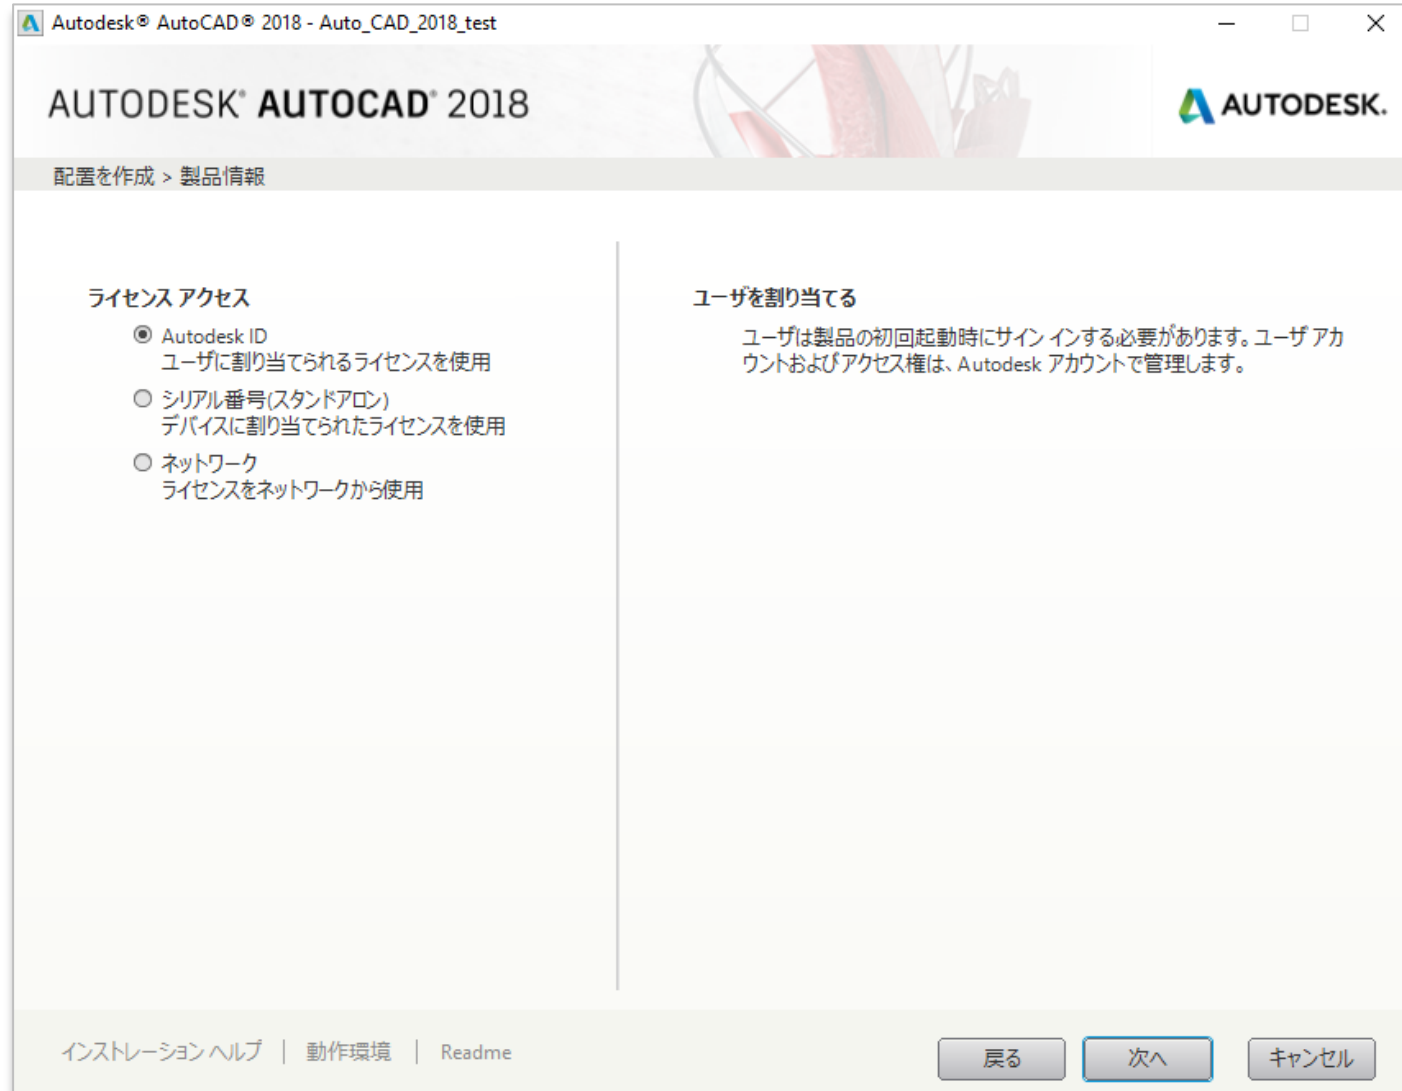 Autodesk® AutoCAD® 2018 - Auto_CAD_2018_test
AUTODESK® AUTOCAD® 2018
AUTODESK.
配置を作成 > 製品情報
ライセンス アクセス
Autodesk ID
ユーザに割り当てられるライセンスを使用
シリアル番号(スタンドアロン)
デバイスに割り当てられたライセンスを使用
ネットワーク
ライセンスをネットワークから使用
ユーザを割り当てる
ユーザは製品の初回起動時にサイン インする必要があります。ユーザ アカ
ウントおよびアクセス権は、Autodesk アカウントで管理します。
インストレーション ヘルプ | 動作環境 | Readme
戻る
次へ
キャンセル